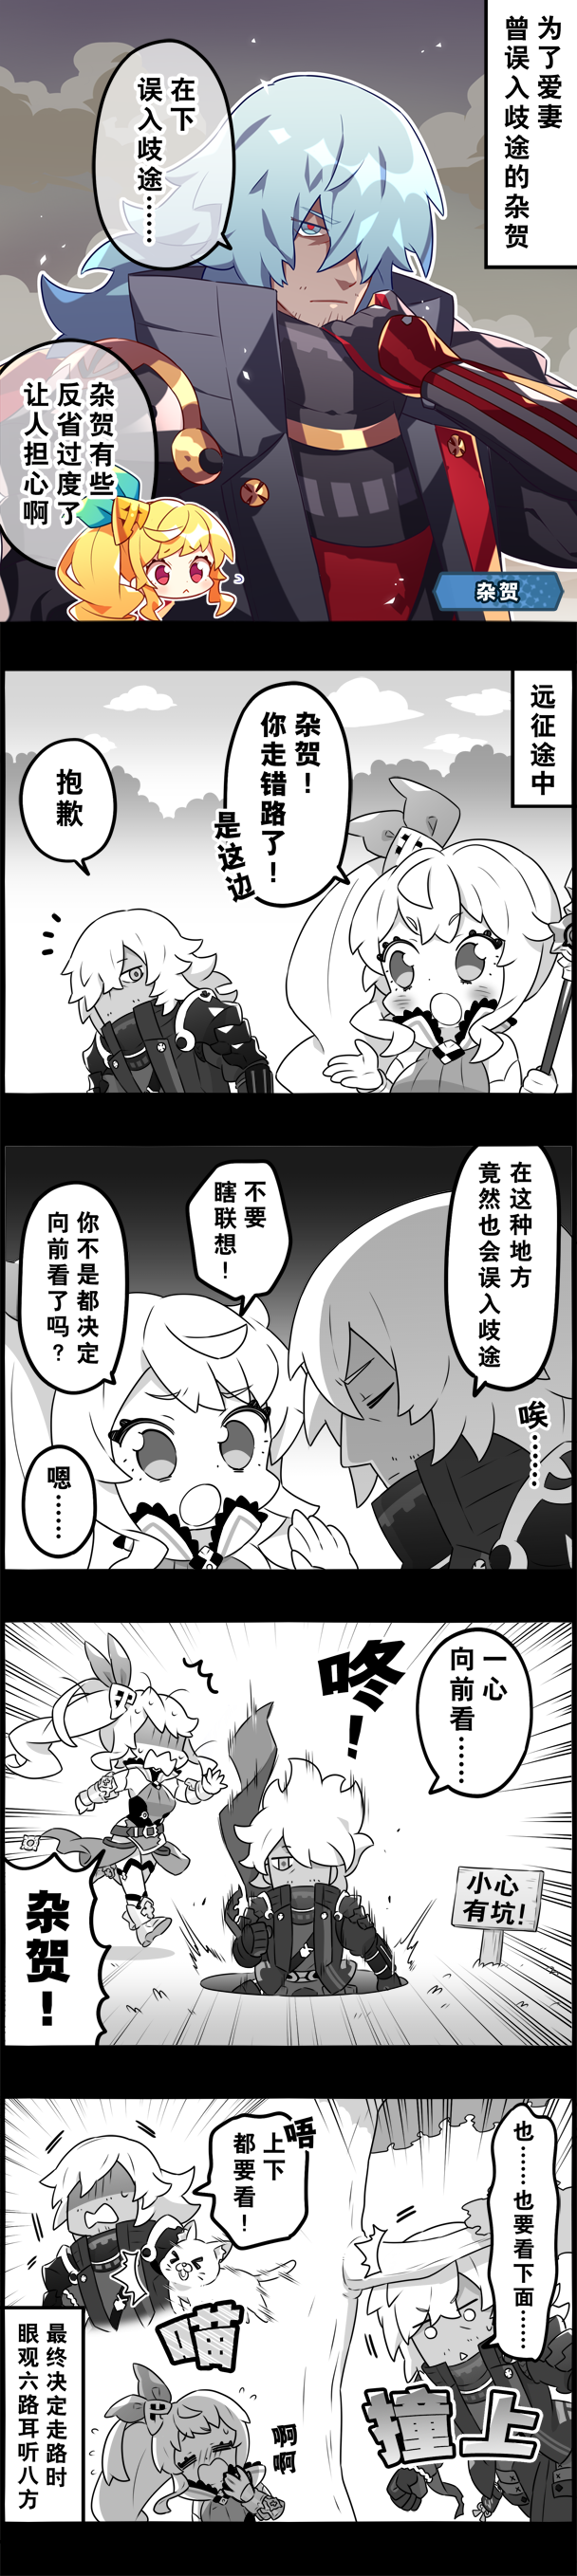 为了爱妻
曾误入歧途的杂贺
在下
误入歧途……
杂贺有些
反省过度了
让人担心啊
杂贺
远征途中
杂贺！
你走错路了！
是这边
抱歉
在这种地方
竟然也会误入歧途
唉……
不要
瞎联想！
你不是都决定
向前看了吗？
嗯……
一心
向前看……
咚！
小心
有坑！
杂贺！
也……也要看下面……
撞上
唔
上下
都要看！
喵
啊
啊
最终决定走路时
眼观六路耳听八方